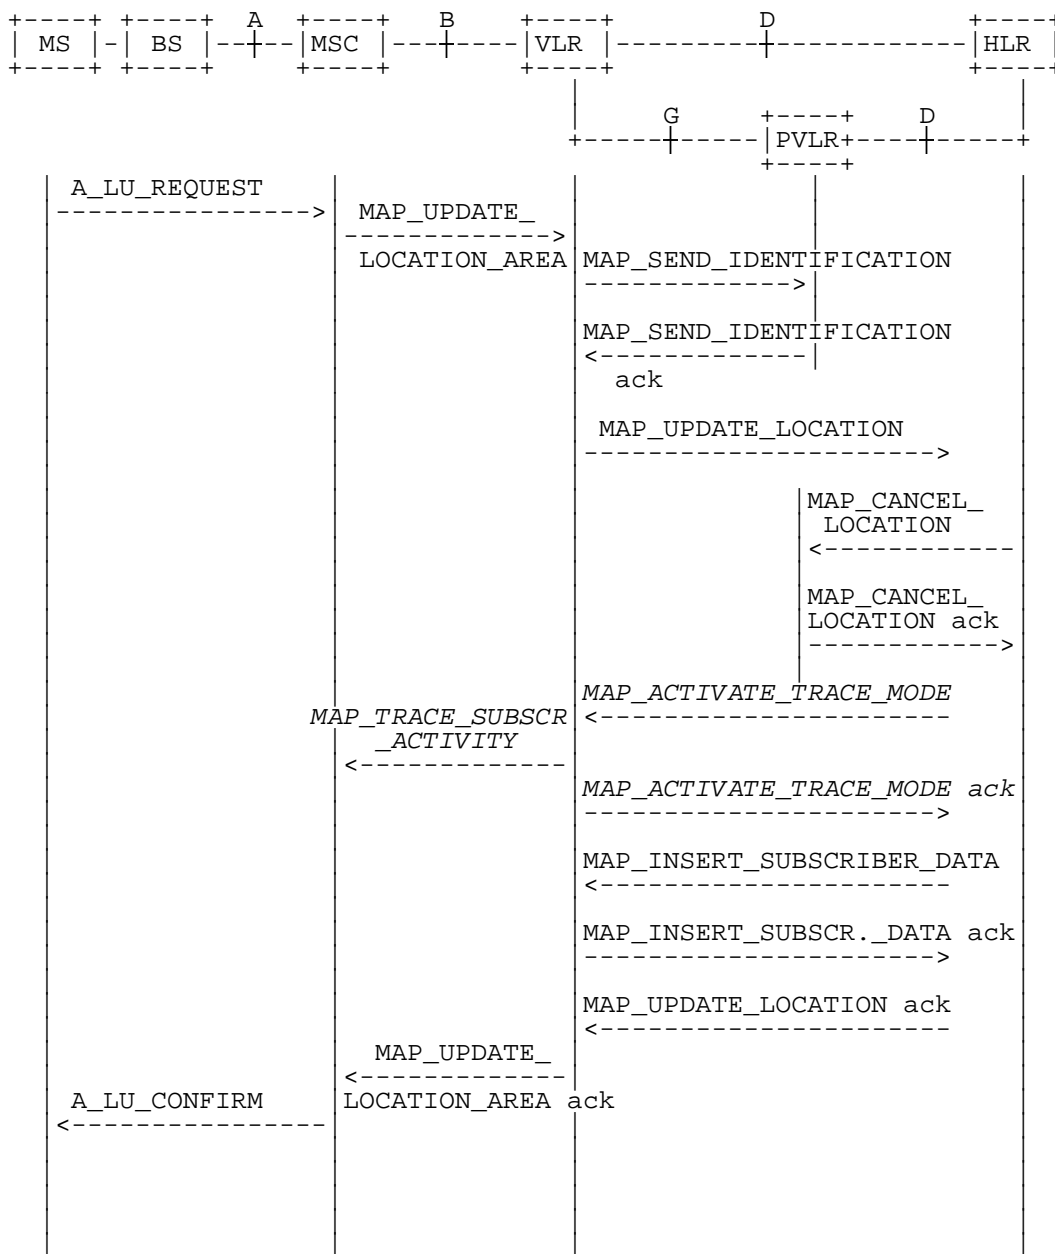 A B D
MS BS MSC VLR HLR
G D
PVLR
A_LU_REQUEST
MAP_UPDATE_
LOCATION_AREA MAP_SEND_IDENTIFICATION
MAP_SEND_IDENTIFICATION
ack
MAP_UPDATE_LOCATION
MAP_CANCEL_
LOCATION
MAP_CANCEL_
LOCATION ack
MAP_ACTIVATE_TRACE_MODE
MAP_TRACE_SUBSCR
_ACTIVITY
MAP_ACTIVATE_TRACE_MODE ack
MAP_INSERT_SUBSCRIBER_DATA
MAP_INSERT_SUBSCR._DATA ack
MAP_UPDATE_LOCATION ack
MAP_UPDATE_
A_LU_CONFIRM LOCATION_AREA ack